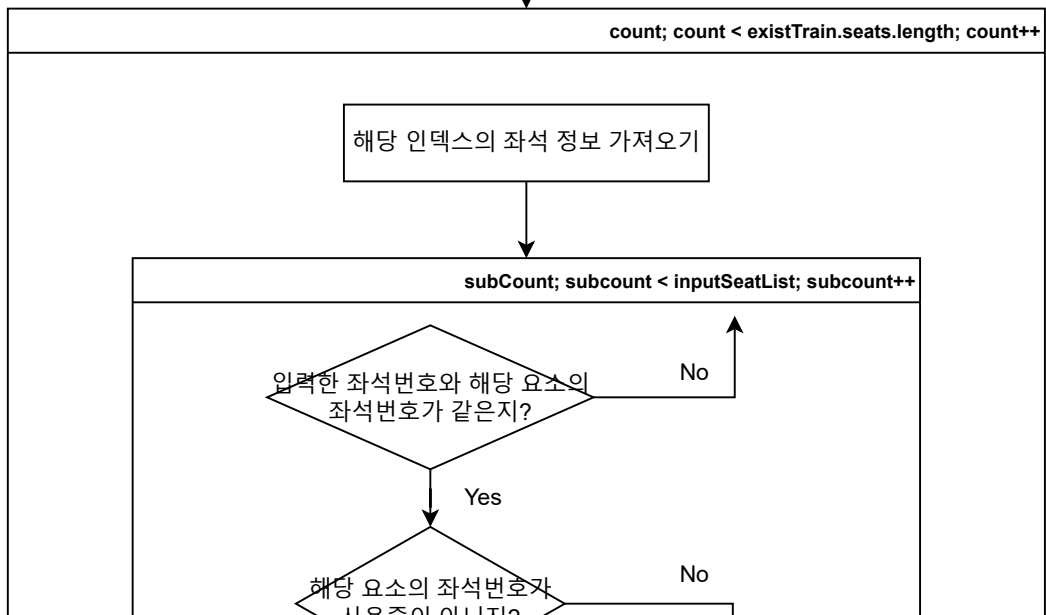 count; count < existTrain.seats.length; count++
해당 인덱스의 좌석 정보 가져오기
subCount; subcount < inputSeatList; subcount++
입력한 좌석번호와 해당 요소의
좌석번호가 같은지?
No
Yes
해당 요소의 좌석번호가
No